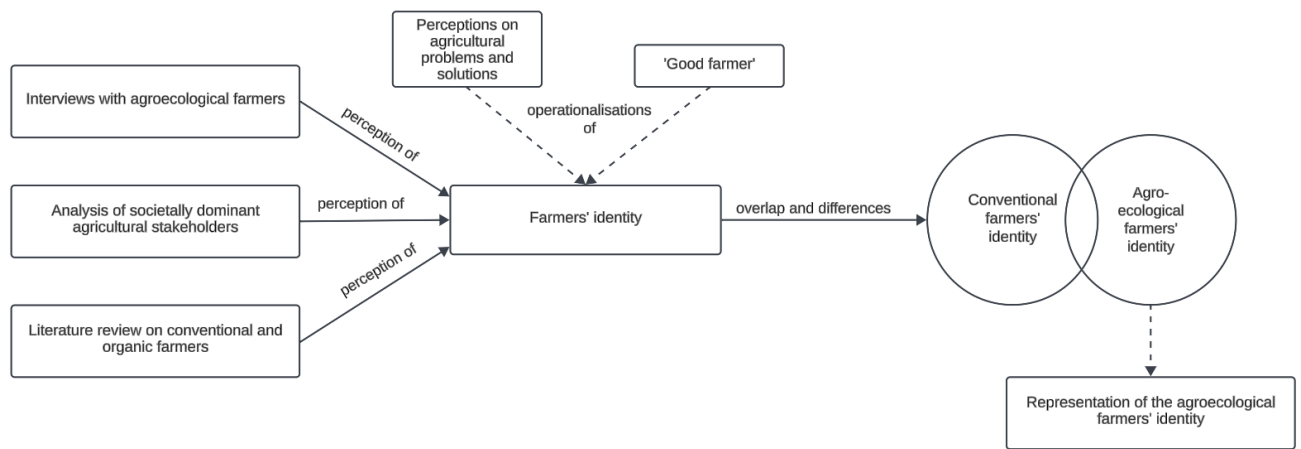 Perceptions on
agricultural
problems and
solutions
'Good farmer'
Interviews with agroecological farmers
perception of
operationalisations
of
Analysis of societally dominant
agricultural stakeholders
perception of
Farmers' identity
overlap and differences
Conventional
farmers'
identity
Agro-
ecological
farmers'
identity
Literature review on conventional and
organic farmers
perception of
Representation of the agroecological
farmers' identity